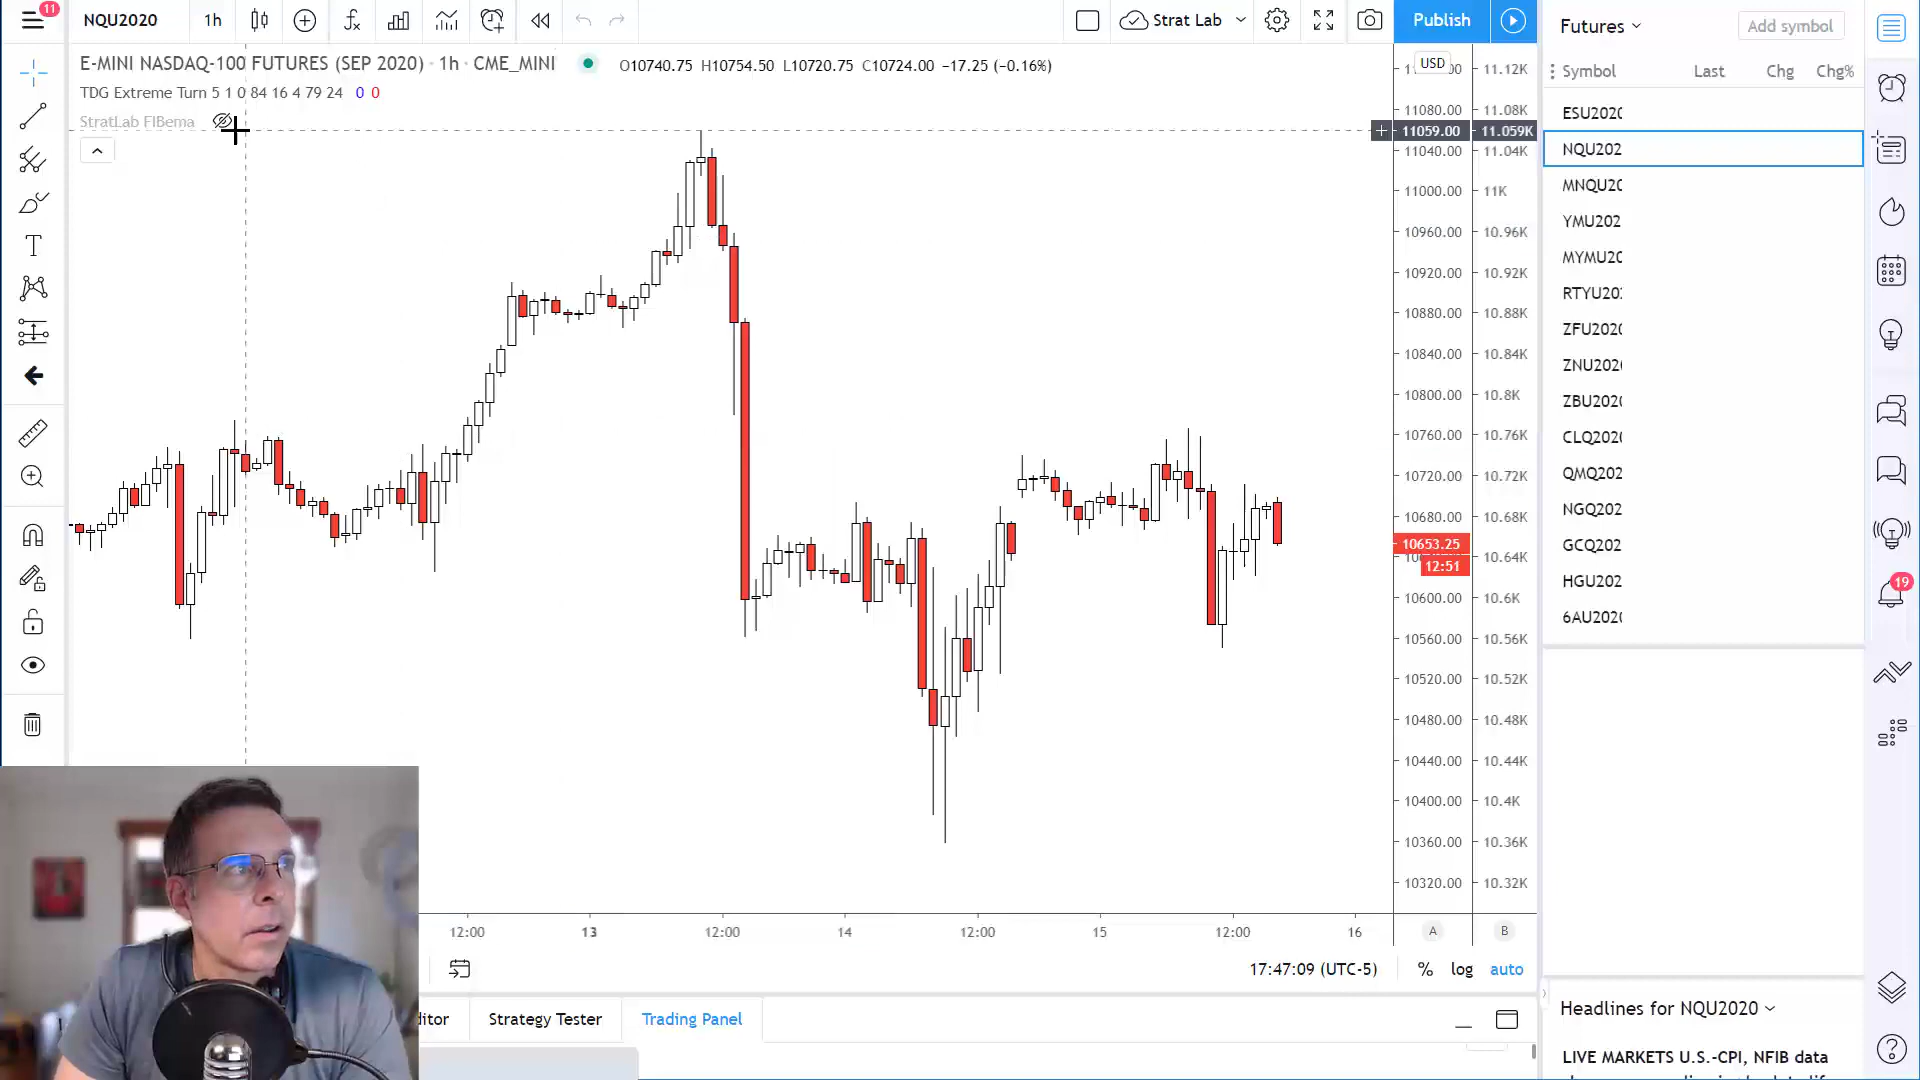 11
NQU2020
1h
Strat Lab
Publish
E-MINI NASDAQ-100 FUTURES (SEP 2020) · 1h · CME_MINI
O10740.75 H10754.50 L10720.75 C10724.00 −17.25 (−0.16%)
TDG Extreme Turn 5 1 0 84 16 4 79 24 0 0
StratLab FIBema
USD
11.12K
11080.00 11.08K
11059.00 11.059K
11040.00 11.04K
11000.00 11K
10960.00 10.96K
10920.00 10.92K
10880.00 10.88K
10840.00 10.84K
10800.00 10.8K
10760.00 10.76K
10720.00 10.72K
10680.00 10.68K
10653.25
10.64K
12:51
10600.00 10.6K
10560.00 10.56K
10520.00 10.52K
10480.00 10.48K
10440.00 10.44K
10400.00 10.4K
10360.00 10.36K
10320.00 10.32K
12:00 13 12:00 14 12:00 15 12:00 16
A B
17:47:09 (UTC-5) % log auto
itor
Strategy Tester
Trading Panel
Futures
Add symbol
Symbol Last Chg Chg%
ESU2020
NQU202
MNQU20
YMU202
MYMU20
RTYU20
ZFU2020
ZNU2020
ZBU2020
CLQ2020
QMQ202
NGQ202
GCQ202
HGU202
6AU2020
Headlines for NQU2020
LIVE MARKETS U.S.-CPI, NFIB data
19